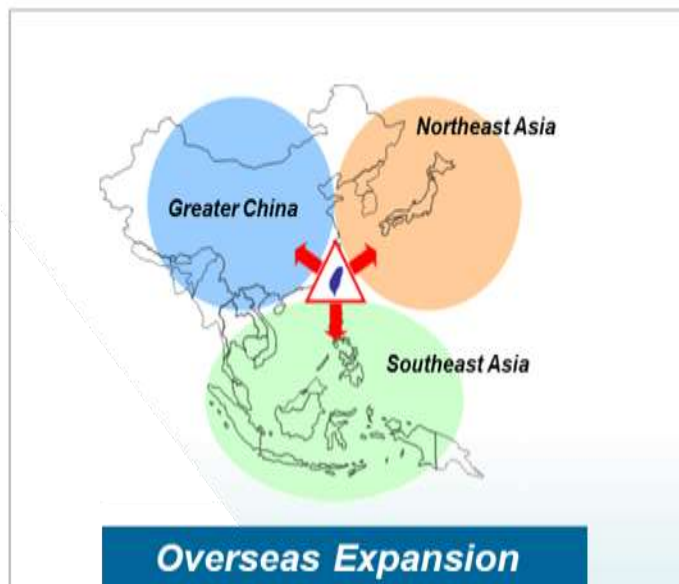 Northeast Asia
Greater China
Southeast Asia
Overseas Expansion